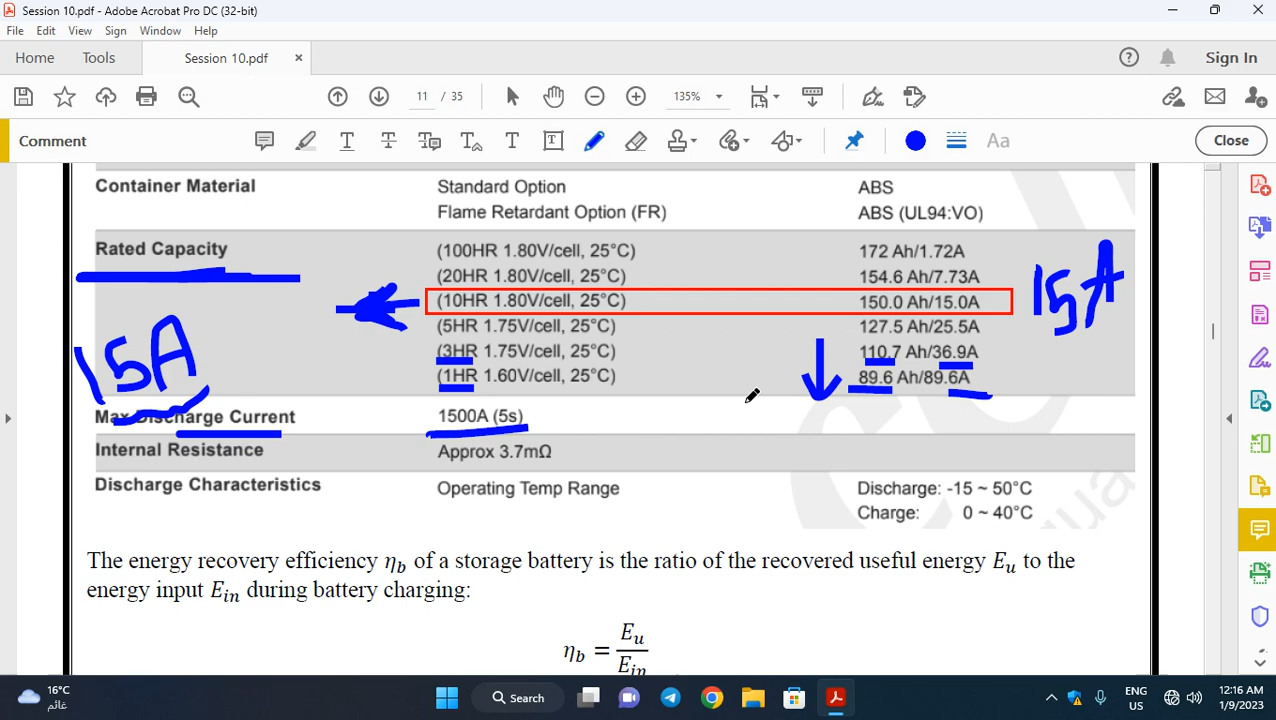 Session 10.pdf - Adobe Acrobat Pro DC (32-bit)
File Edit View Sign Window Help
Home Tools Session 10.pdf × Sign In
11 / 35 135%
Comment Close
Container Material Standard Option ABS
Flame Retardant Option (FR) ABS (UL94:VO)
Rated Capacity (100HR 1.80V/cell, 25°C) 172 Ah/1.72A
(20HR 1.80V/cell, 25°C) 154.6 Ah/7.73A
(10HR 1.80V/cell, 25°C) 150.0 Ah/15.0A 15A
(5HR 1.75V/cell, 25°C) 127.5 Ah/25.5A
15A (3HR 1.75V/cell, 25°C) 110.7 Ah/36.9A
(1HR 1.60V/cell, 25°C) 89.6 Ah/89.6A
Max Discharge Current 1500A (5s)
Internal Resistance Approx 3.7mΩ
Discharge Characteristics Operating Temp Range Discharge: -15 ~ 50°C
Charge: 0 ~ 40°C
The energy recovery efficiency η_b of a storage battery is the ratio of the recovered useful energy E_u to the
energy input E_in during battery charging:
η_b = E_u / E_in
16°C
غائم
Search
ENG
US
12:16 AM
1/9/2023